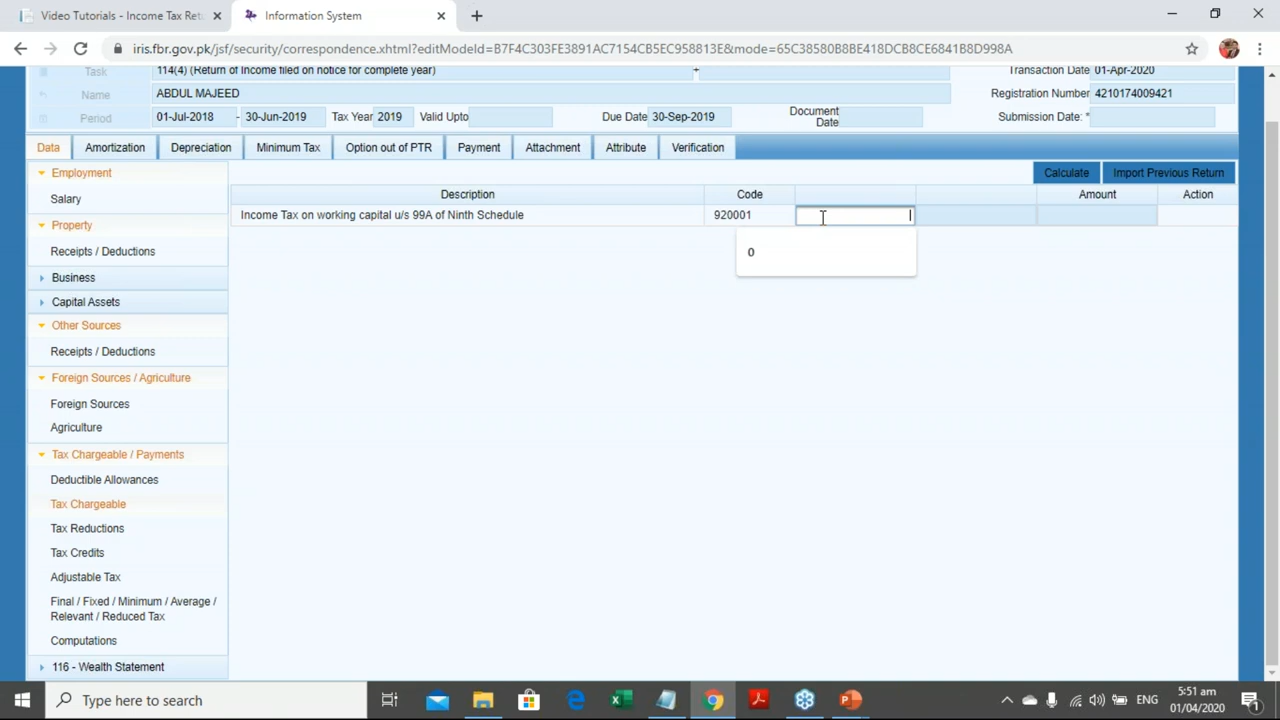 Video Tutorials - Income Tax Ret
Information System
iris.fbr.gov.pk/jsf/security/correspondence.xhtml?editModeId=B7F4C303FE3891AC7154CB5EC958813E&mode=65C38580B8BE418DCB8CE6841B8D998A
Task 114(4) (Return of Income filed on notice for complete year) + Transaction Date 01-Apr-2020
Name ABDUL MAJEED Registration Number 4210174009421
Period 01-Jul-2018 - 30-Jun-2019 Tax Year 2019 Valid Upto Due Date 30-Sep-2019 Document Date Submission Date: *
Data Amortization Depreciation Minimum Tax Option out of PTR Payment Attachment Attribute Verification
Calculate Import Previous Return
Description Code Amount Action
Income Tax on working capital u/s 99A of Ninth Schedule 920001
0
Employment
Salary
Property
Receipts / Deductions
Business
Capital Assets
Other Sources
Receipts / Deductions
Foreign Sources / Agriculture
Foreign Sources
Agriculture
Tax Chargeable / Payments
Deductible Allowances
Tax Chargeable
Tax Reductions
Tax Credits
Adjustable Tax
Final / Fixed / Minimum / Average /
Relevant / Reduced Tax
Computations
116 - Wealth Statement
Type here to search
ENG
5:51 am
01/04/2020
1